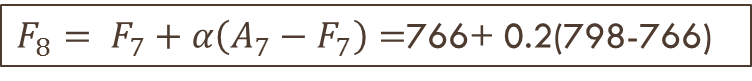 F₈ = F₇ + α(A₇ − F₇) =766+ 0.2(798-766)